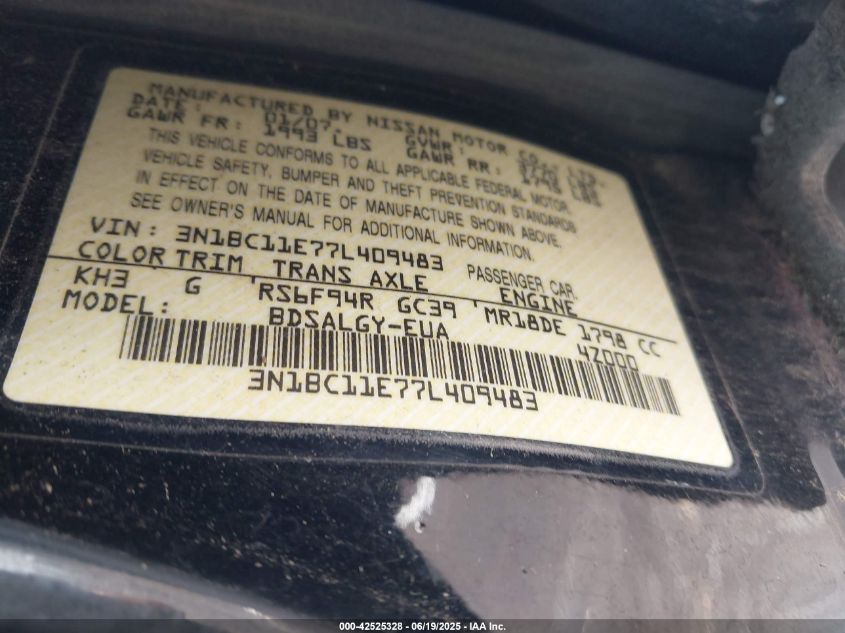 MANUFACTURED BY NISSAN MOTOR CO., LTD.
DATE: 01/07. GVWR:
GAWR FR: 1993 LBS GAWR RR: 1795 LBS
THIS VEHICLE CONFORMS TO ALL APPLICABLE FEDERAL MOTOR
VEHICLE SAFETY, BUMPER AND THEFT PREVENTION STANDARDS
IN EFFECT ON THE DATE OF MANUFACTURE SHOWN ABOVE.
SEE OWNER'S MANUAL FOR ADDITIONAL INFORMATION.
VIN: 3N1BC11E77L409483 PASSENGER CAR
COLOR TRIM TRANS AXLE ENGINE
KH3 G RS6F94R GC39 MR18DE 1798 CC
MODEL: BDSALGY-EUA 4Z000
3N1BC11E77L409483
000-42525328 - 06/19/2025 - IAA Inc.